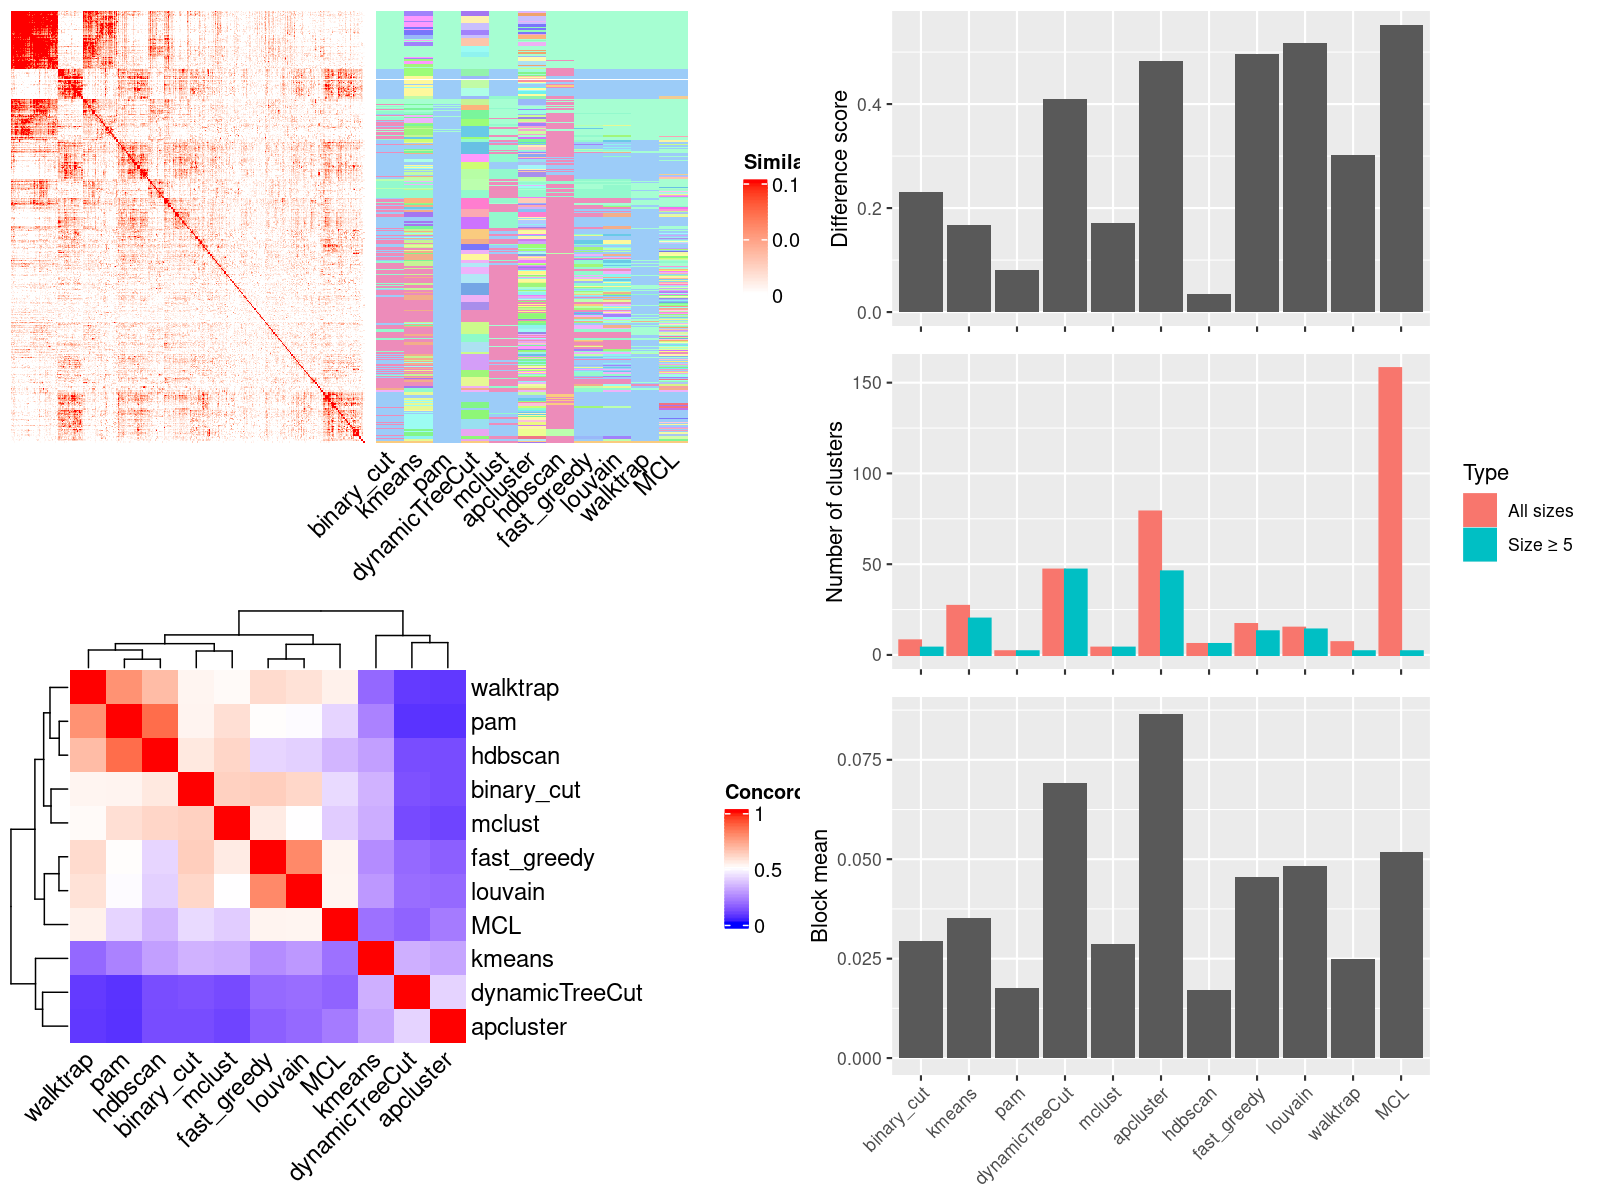 Simila
0.1
0.0
0
binary_cut
kmeans
pam
dynamicTreeCut
mclust
apcluster
hdbscan
fast_greedy
louvain
walktrap
MCL
walktrap
pam
hdbscan
binary_cut
mclust
fast_greedy
louvain
MCL
kmeans
dynamicTreeCut
apcluster
walktrap
pam
hdbscan
binary_cut
mclust
fast_greedy
louvain
MCL
kmeans
dynamicTreeCut
apcluster
Concord
1
0.5
0
Difference score
0.4
0.2
0.0
Number of clusters
150
100
50
0
Type
All sizes
Size ≥ 5
Block mean
0.075
0.050
0.025
0.000
binary_cut
kmeans
pam
dynamicTreeCut
mclust
apcluster
hdbscan
fast_greedy
louvain
walktrap
MCL